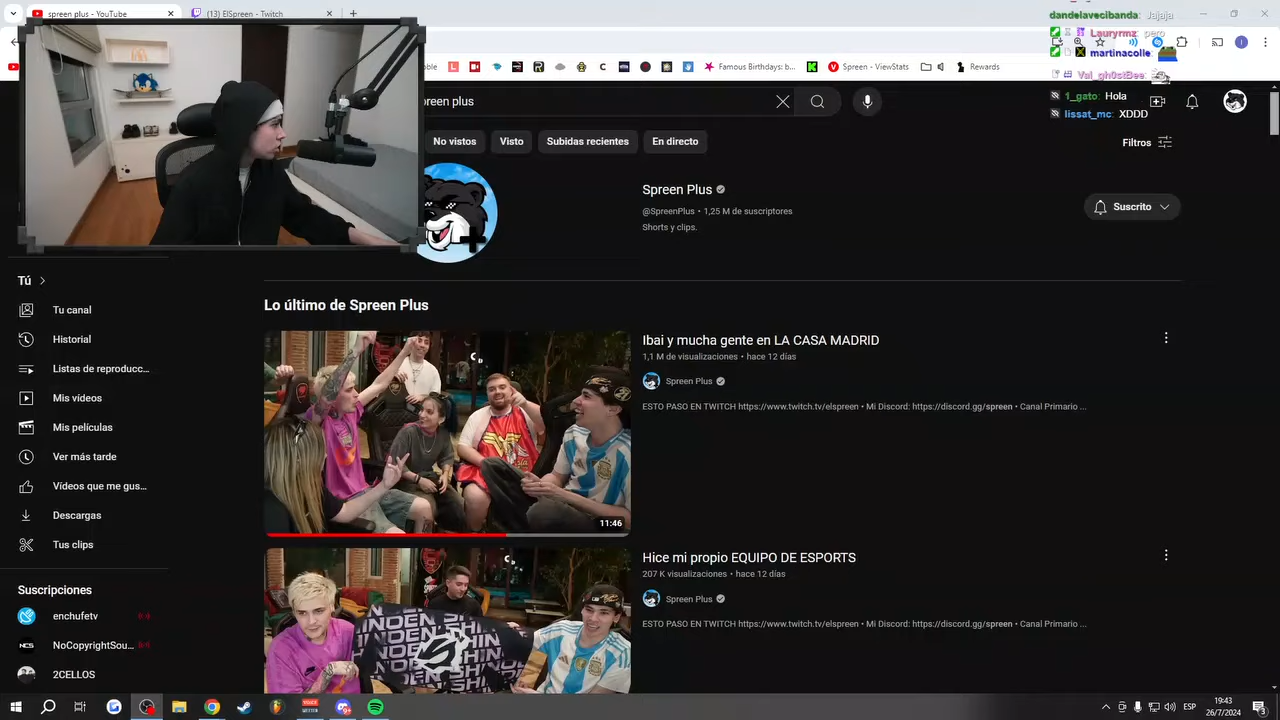 spreen plus - YouTube
(13) ElSpreen - Twitch
dandelavecibanda: Jajaja
Lauryrmz: pero
martinacolle
Val_gh0stBee:
1_gato: Hola
lissat_mc: XDDD
Famous Birthdays: b...
Spreen - ViewStats
Rewards
preen plus
No vistos
Visto
Subidas recientes
En directo
Filtros
Spreen Plus
@SpreenPlus • 1,25 M de suscriptores
Shorts y clips.
Suscrito
Tú
Tu canal
Historial
Listas de reproducc...
Mis vídeos
Mis películas
Ver más tarde
Vídeos que me gus...
Descargas
Tus clips
Suscripciones
enchufetv
NCS NoCopyrightSou...
2CELLOS
Lo último de Spreen Plus
11:46
Ibai y mucha gente en LA CASA MADRID
1,1 M de visualizaciones • hace 12 días
Spreen Plus
ESTO PASO EN TWITCH https://www.twitch.tv/elspreen • Mi Discord: https://discord.gg/spreen • Canal Primario ...
Hice mi propio EQUIPO DE ESPORTS
207 K visualizaciones • hace 12 días
Spreen Plus
ESTO PASO EN TWITCH https://www.twitch.tv/elspreen • Mi Discord: https://discord.gg/spreen • Canal Primario ...
ESP
19:43
26/7/2024